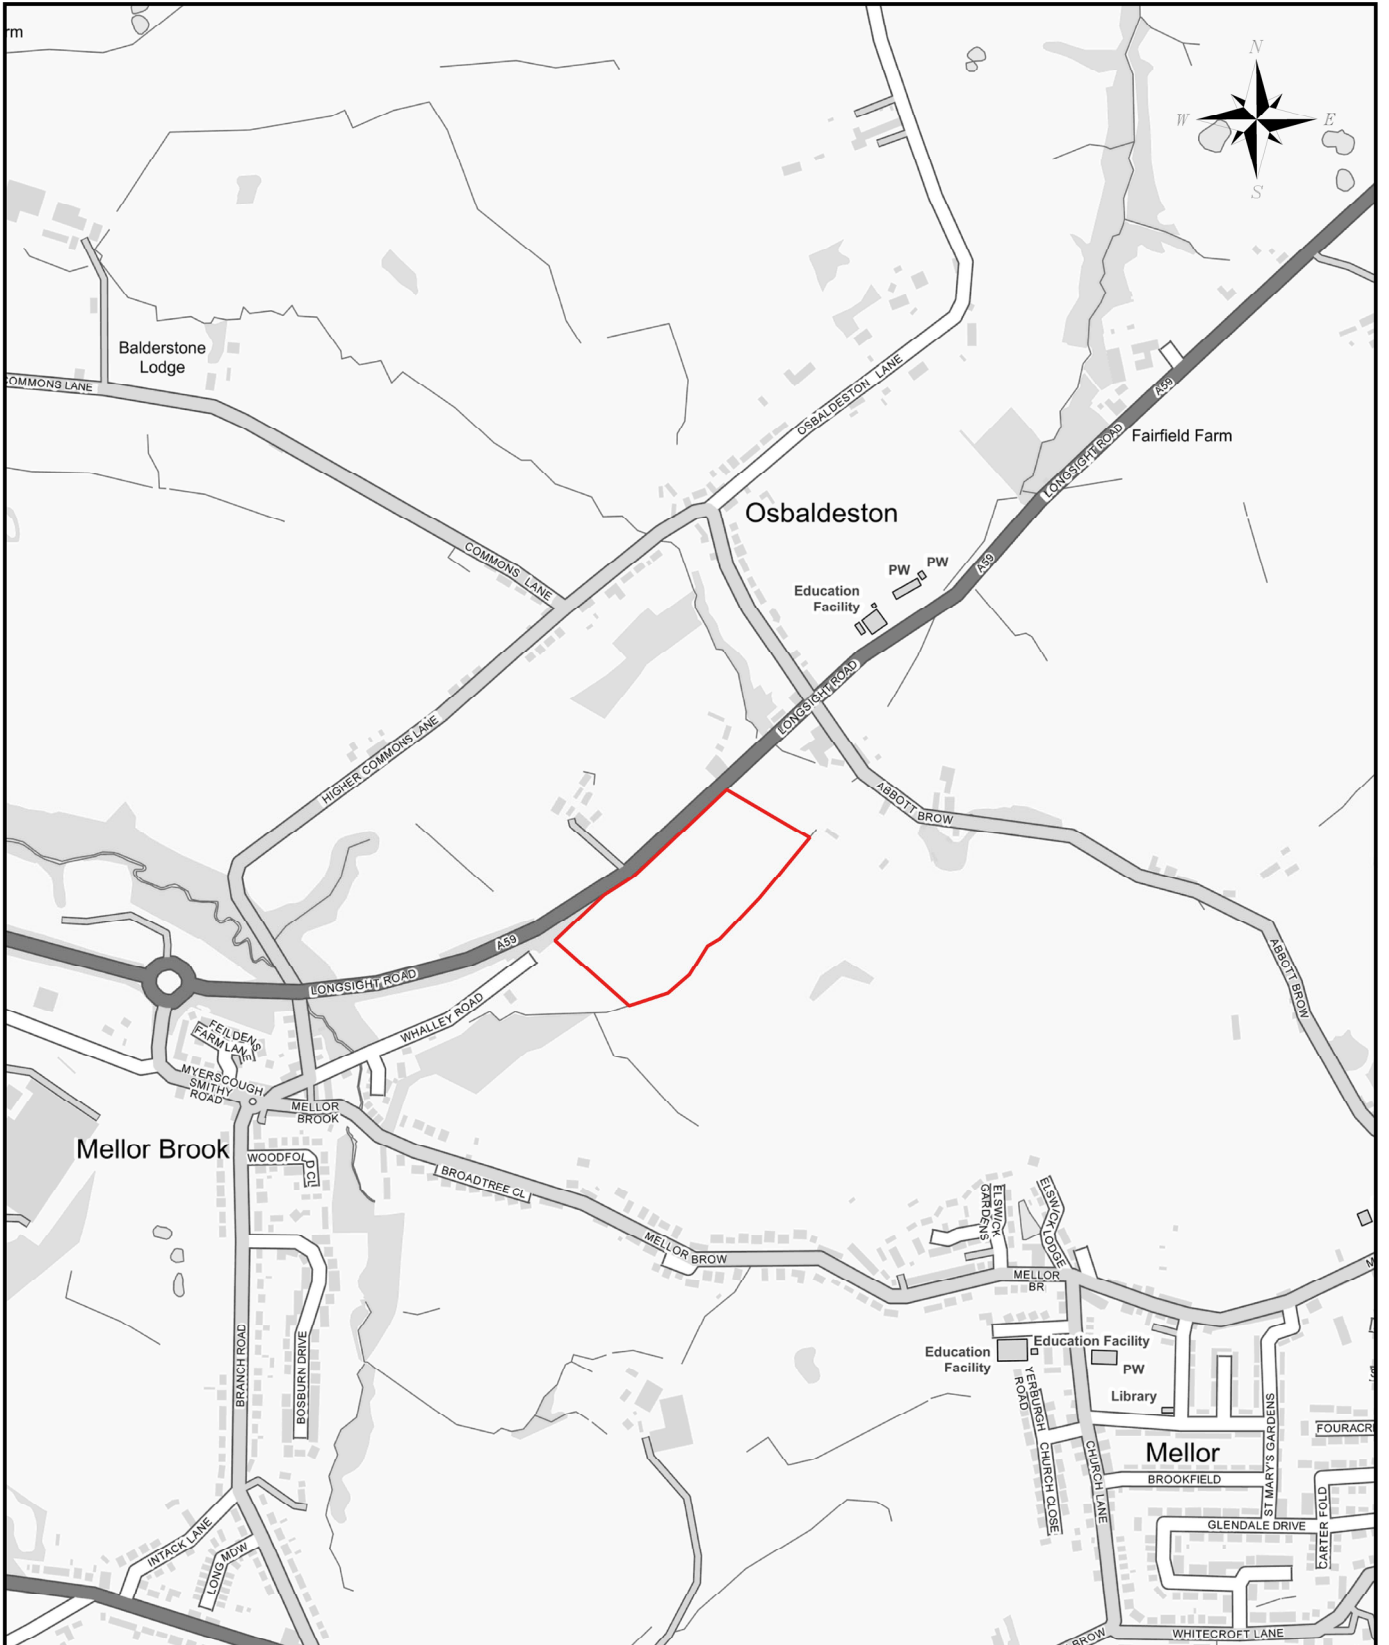 rm
N
W
E
S
Balderstone
Lodge
COMMONS LANE
OSBALDESTON LANE
A59
LONGSIGHT ROAD
Fairfield Farm
Osbaldeston
COMMONS LANE
A59
PW
PW
Education
Facility
LONGSIGHT ROAD
HIGHER COMMONS LANE
ABBOTT BROW
A59
LONGSIGHT ROAD
ABBOTT BROW
WHALLEY ROAD
FEILDENS
FARM LANE
MYERSCOUGH
SMITHY
ROAD
MELLOR
BROOK
Mellor Brook
WOODFOLD CL
BROADTREE CL
ELSWICK
GARDENS
ELSWICK LODGE
MELLOR BROW
MELLOR
BR
M
BRANCH ROAD
BOSBURN DRIVE
Education
Facility
Education Facility
PW
Library
YERBURGH
ROAD
CHURCH CLOSE
CHURCH LANE
Mellor
BROOKFIELD
ST MARY'S GARDENS
FOURACR
GLENDALE DRIVE
CARTER FOLD
INTACK LANE
LONG MDW
BROW
WHITECROFT LANE